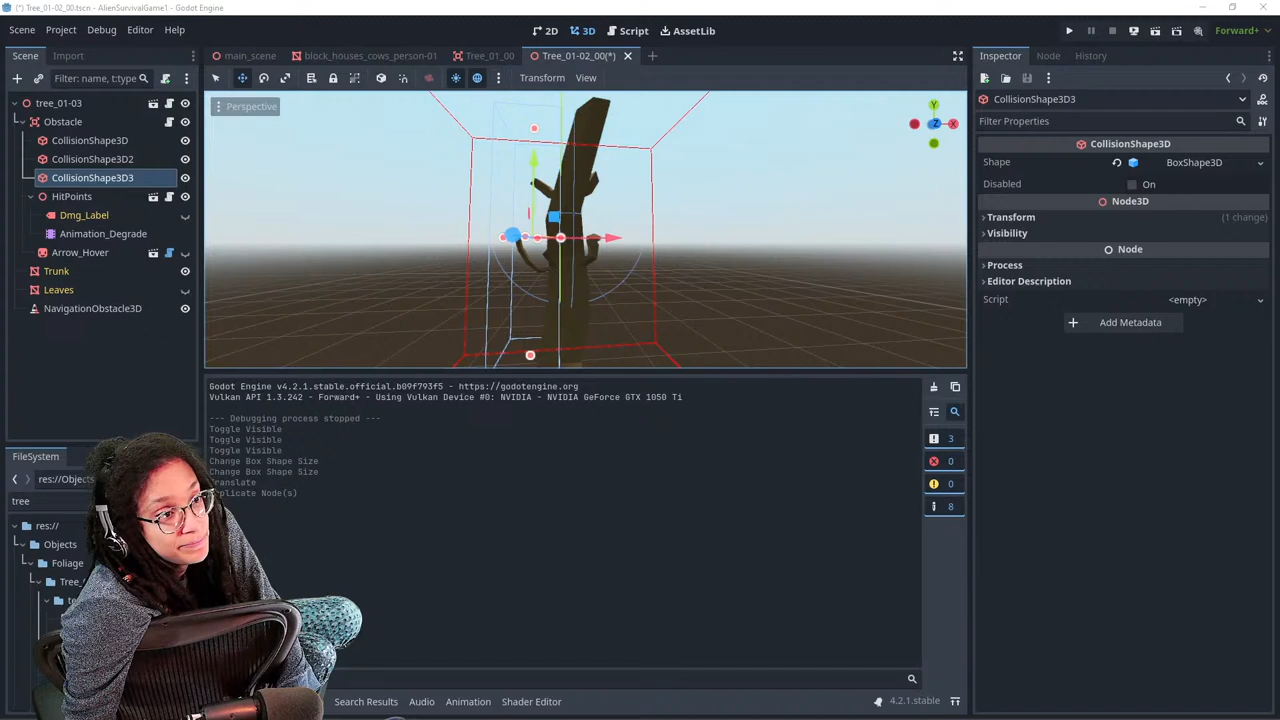 (*) Tree_01-02_00.tscn - AlienSurvivalGame1 - Godot Engine
Scene Project Debug Editor Help
2D 3D Script AssetLib
Forward+
Scene Import
main_scene block_houses_cows_person-01 Tree_01_00 Tree_01-02_00(*)
Inspector Node History
Filter: name, t:type
Transform View
CollisionShape3D3
Filter Properties
Perspective
Y
Z X
tree_01-03
Obstacle
CollisionShape3D
CollisionShape3D2
CollisionShape3D3
HitPoints
Dmg_Label
Animation_Degrade
Arrow_Hover
Trunk
Leaves
NavigationObstacle3D
CollisionShape3D
Shape BoxShape3D
Disabled On
Node3D
Transform (1 change)
Visibility
Node
Process
Editor Description
Script <empty>
Add Metadata
Godot Engine v4.2.1.stable.official.b09f793f5 - https://godotengine.org
Vulkan API 1.3.242 - Forward+ - Using Vulkan Device #0: NVIDIA - NVIDIA GeForce GTX 1050 Ti
--- Debugging process stopped ---
Toggle Visible
Toggle Visible
Toggle Visible
Change Box Shape Size
Change Box Shape Size
Translate
plicate Node(s)
3
0
0
8
FileSystem
res://Objects
tree
res://
Objects
Foliage
Tree_
Search Results Audio Animation Shader Editor
4.2.1.stable